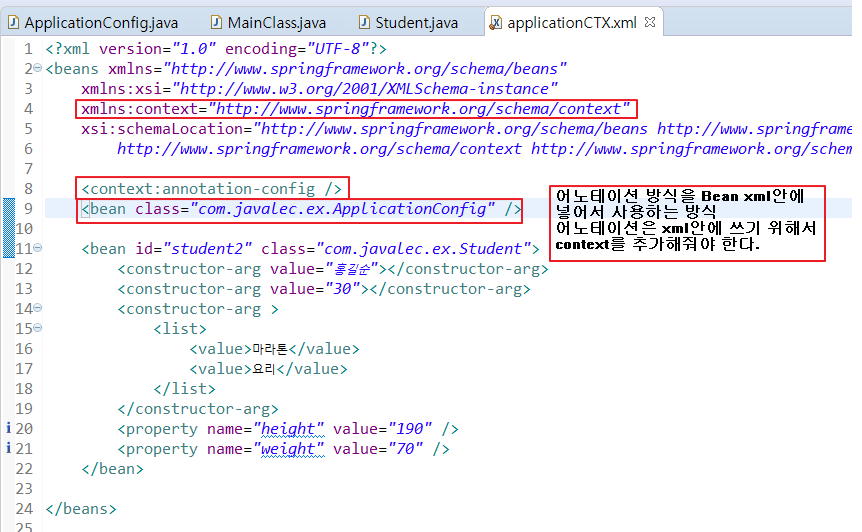 ApplicationConfig.java MainClass.java Student.java applicationCTX.xml
1 <?xml version="1.0" encoding="UTF-8"?>
2 <beans xmlns="http://www.springframework.org/schema/beans"
3 xmlns:xsi="http://www.w3.org/2001/XMLSchema-instance"
4 xmlns:context="http://www.springframework.org/schema/context"
5 xsi:schemaLocation="http://www.springframework.org/schema/beans http://www.springframe
6 http://www.springframework.org/schema/context http://www.springframework.org/schem
7
8 <context:annotation-config />
9 <bean class="com.javalec.ex.ApplicationConfig" />
어노테이션 방식을 Bean xml안에
넣어서 사용하는 방식
어노테이션은 xml안에 쓰기 위해서
context를 추가해줘야 한다.
10
11 <bean id="student2" class="com.javalec.ex.Student">
12 <constructor-arg value="홍길순"></constructor-arg>
13 <constructor-arg value="30"></constructor-arg>
14 <constructor-arg >
15 <list>
16 <value>마라톤</value>
17 <value>요리</value>
18 </list>
19 </constructor-arg>
20 <property name="height" value="190" />
21 <property name="weight" value="70" />
22 </bean>
23
24 </beans>
25